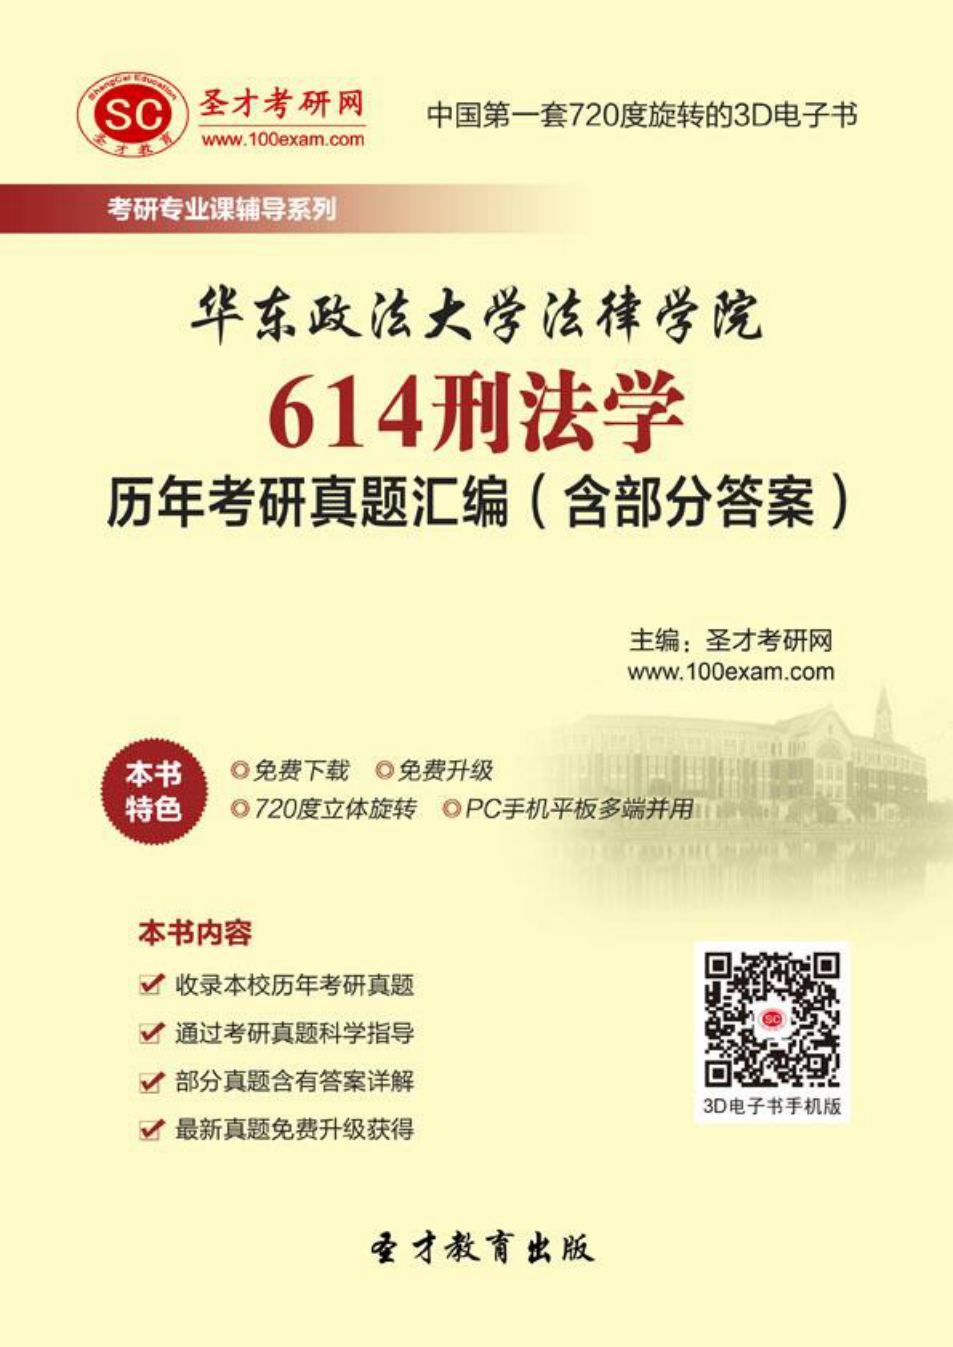 ShengCai Education
SC
圣才教育
圣才考研网
www.100exam.com
中国第一套720度旋转的3D电子书
考研专业课辅导系列
华东政法大学法律学院
614刑法学
历年考研真题汇编（含部分答案）
主编：圣才考研网
www.100exam.com
本书
特色
◎免费下载 ◎免费升级
◎720度立体旋转 ◎PC手机平板多端并用
本书内容
收录本校历年考研真题
通过考研真题科学指导
部分真题含有答案详解
最新真题免费升级获得
SC
3D电子书手机版
圣才教育出版